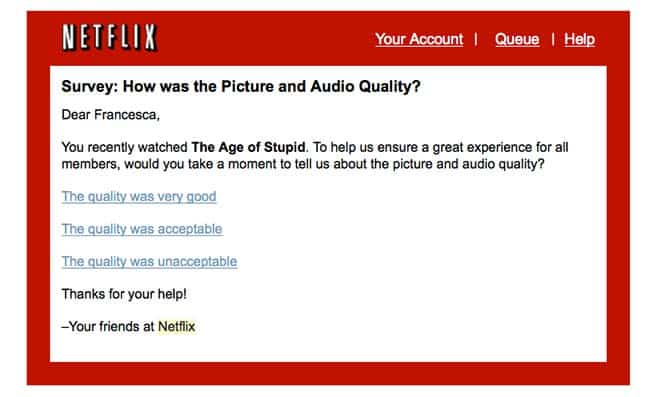 NETFLIX
Your Account | Queue | Help
Survey: How was the Picture and Audio Quality?
Dear Francesca,
You recently watched The Age of Stupid. To help us ensure a great experience for all
members, would you take a moment to tell us about the picture and audio quality?
The quality was very good
The quality was acceptable
The quality was unacceptable
Thanks for your help!
–Your friends at Netflix